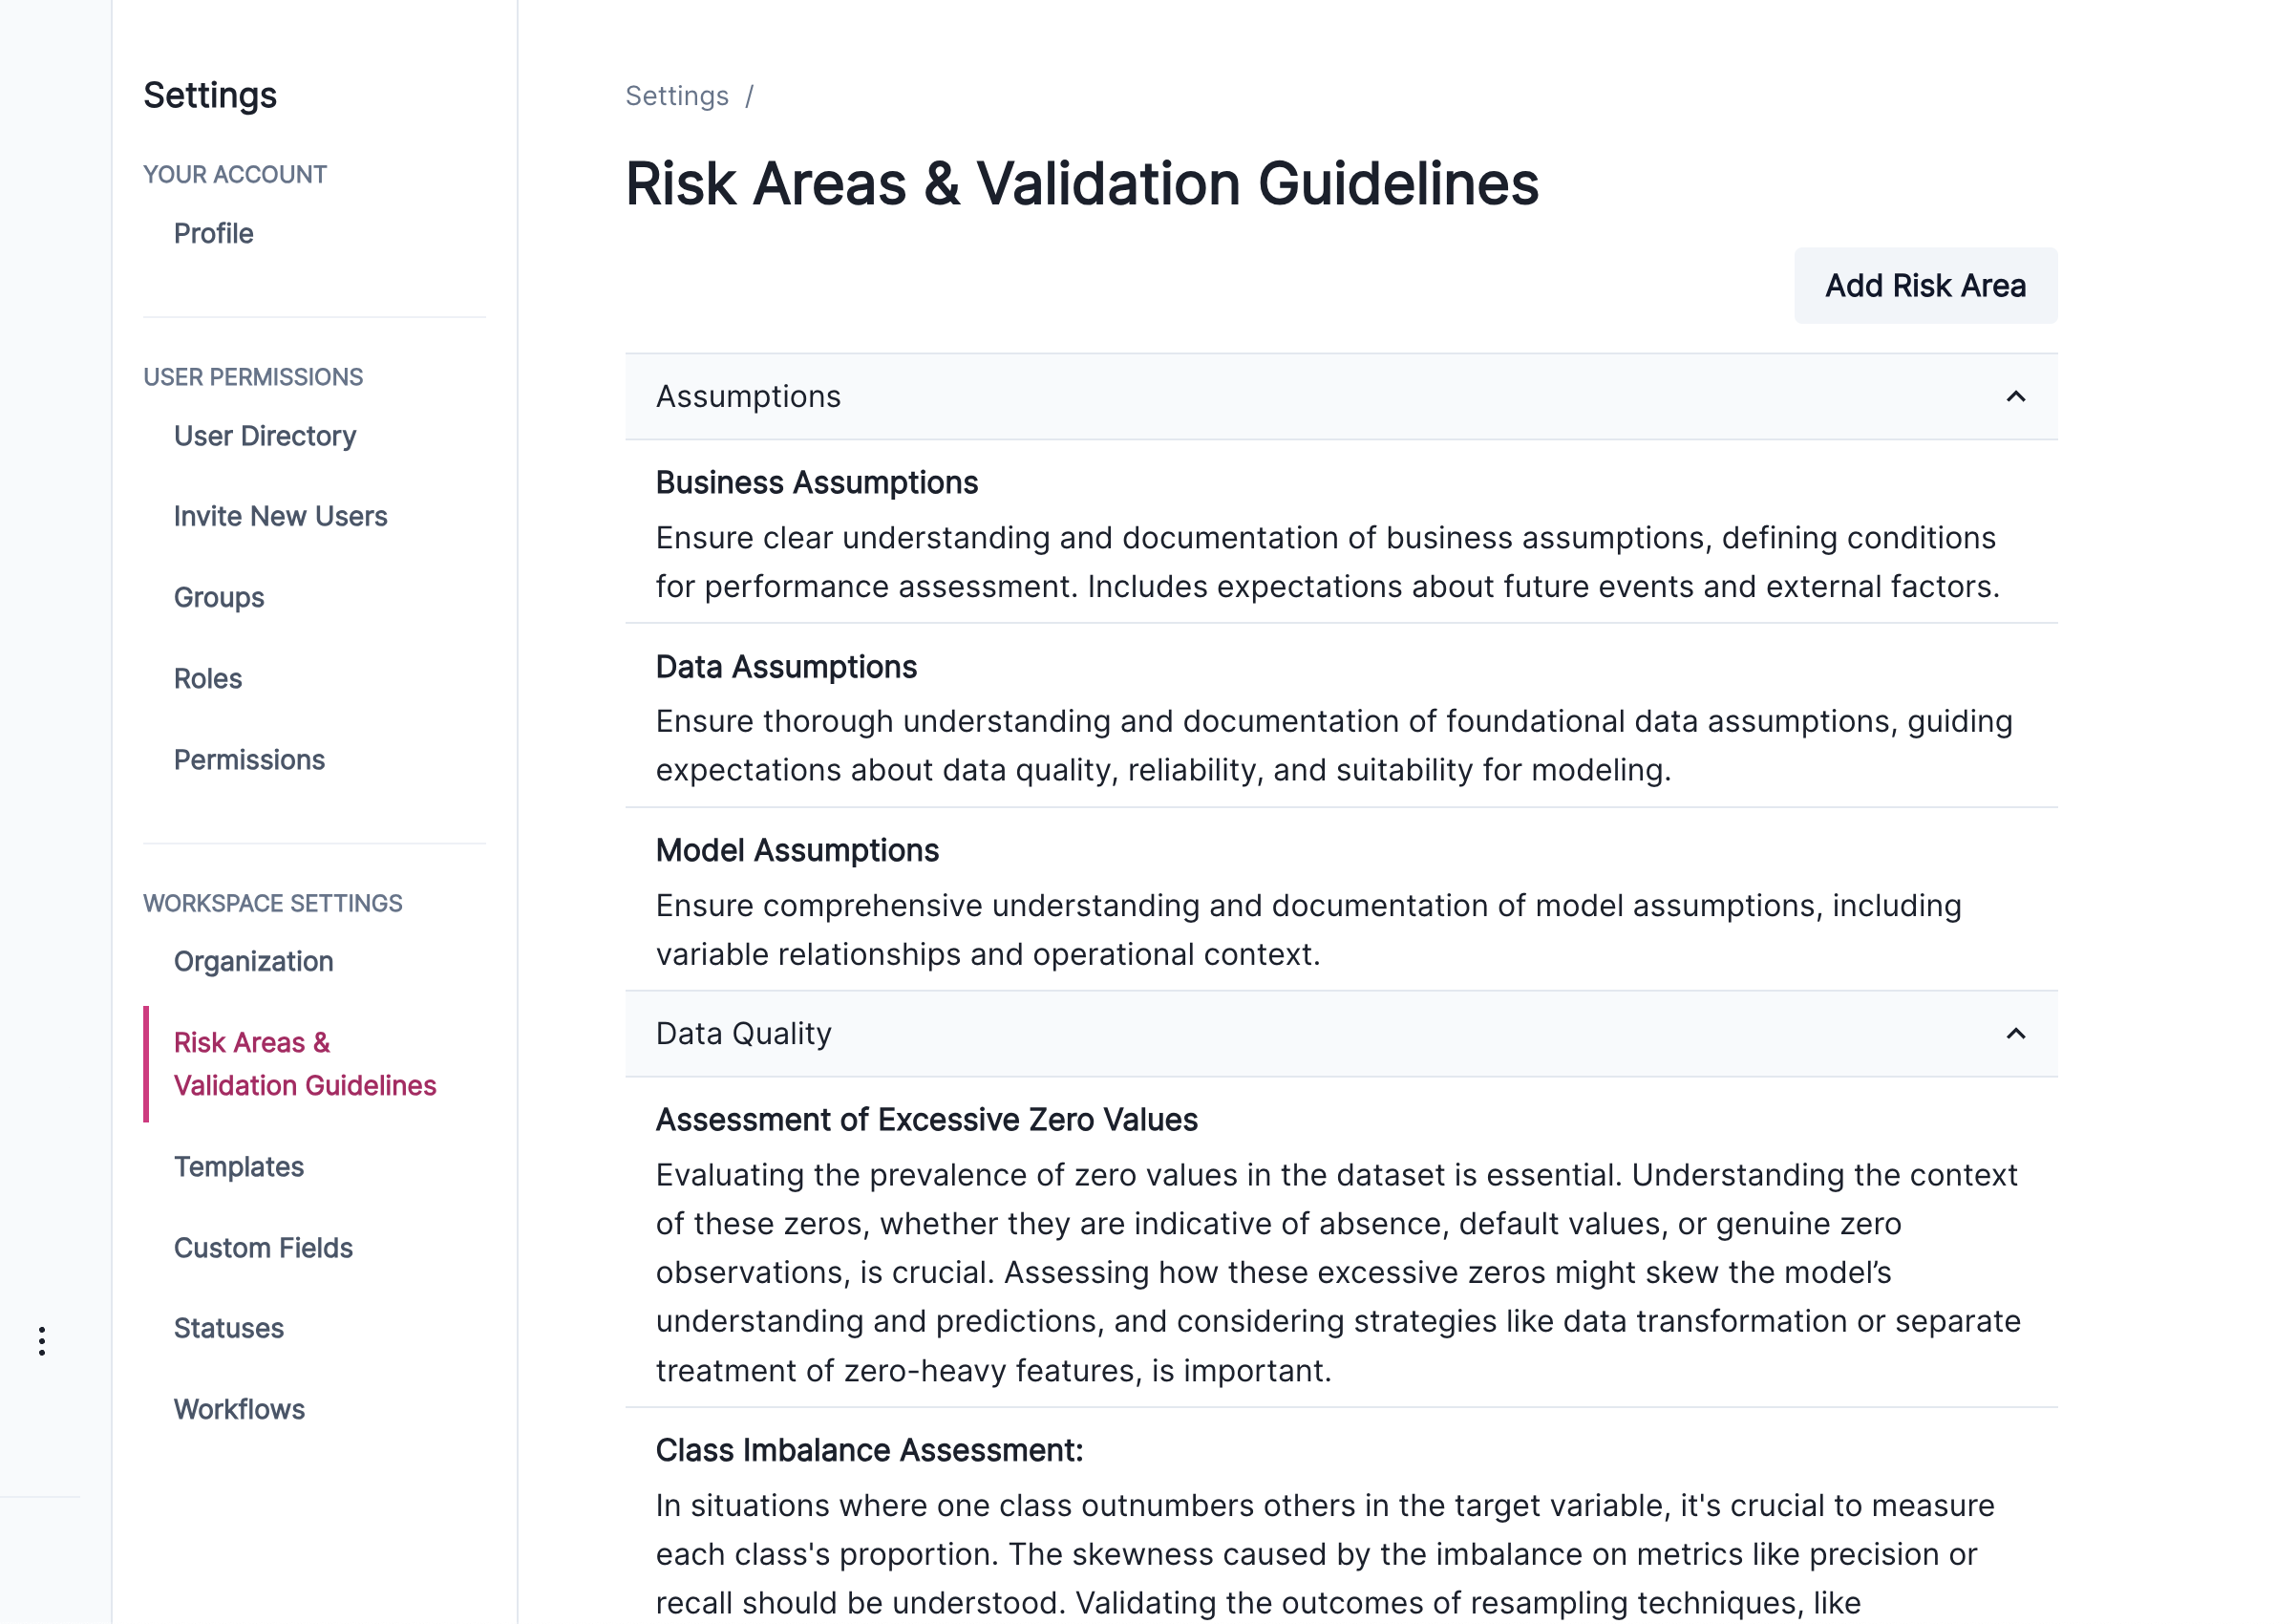 Settings
YOUR ACCOUNT
Profile
USER PERMISSIONS
User Directory
Invite New Users
Groups
Roles
Permissions
WORKSPACE SETTINGS
Organization
Risk Areas &
Validation Guidelines
Templates
Custom Fields
Statuses
Workflows
Settings /
Risk Areas & Validation Guidelines
Add Risk Area
Assumptions
Business Assumptions
Ensure clear understanding and documentation of business assumptions, defining conditions
for performance assessment. Includes expectations about future events and external factors.
Data Assumptions
Ensure thorough understanding and documentation of foundational data assumptions, guiding
expectations about data quality, reliability, and suitability for modeling.
Model Assumptions
Ensure comprehensive understanding and documentation of model assumptions, including
variable relationships and operational context.
Data Quality
Assessment of Excessive Zero Values
Evaluating the prevalence of zero values in the dataset is essential. Understanding the context
of these zeros, whether they are indicative of absence, default values, or genuine zero
observations, is crucial. Assessing how these excessive zeros might skew the model’s
understanding and predictions, and considering strategies like data transformation or separate
treatment of zero-heavy features, is important.
Class Imbalance Assessment:
In situations where one class outnumbers others in the target variable, it's crucial to measure
each class's proportion. The skewness caused by the imbalance on metrics like precision or
recall should be understood. Validating the outcomes of resampling techniques, like